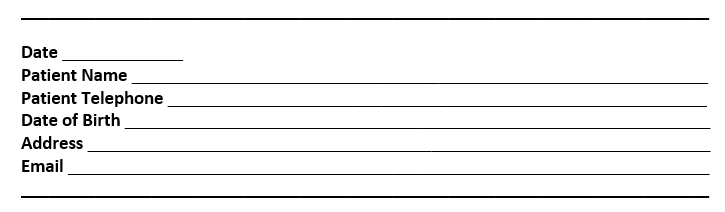 Date
Patient Name
Patient Telephone
Date of Birth
Address
Email